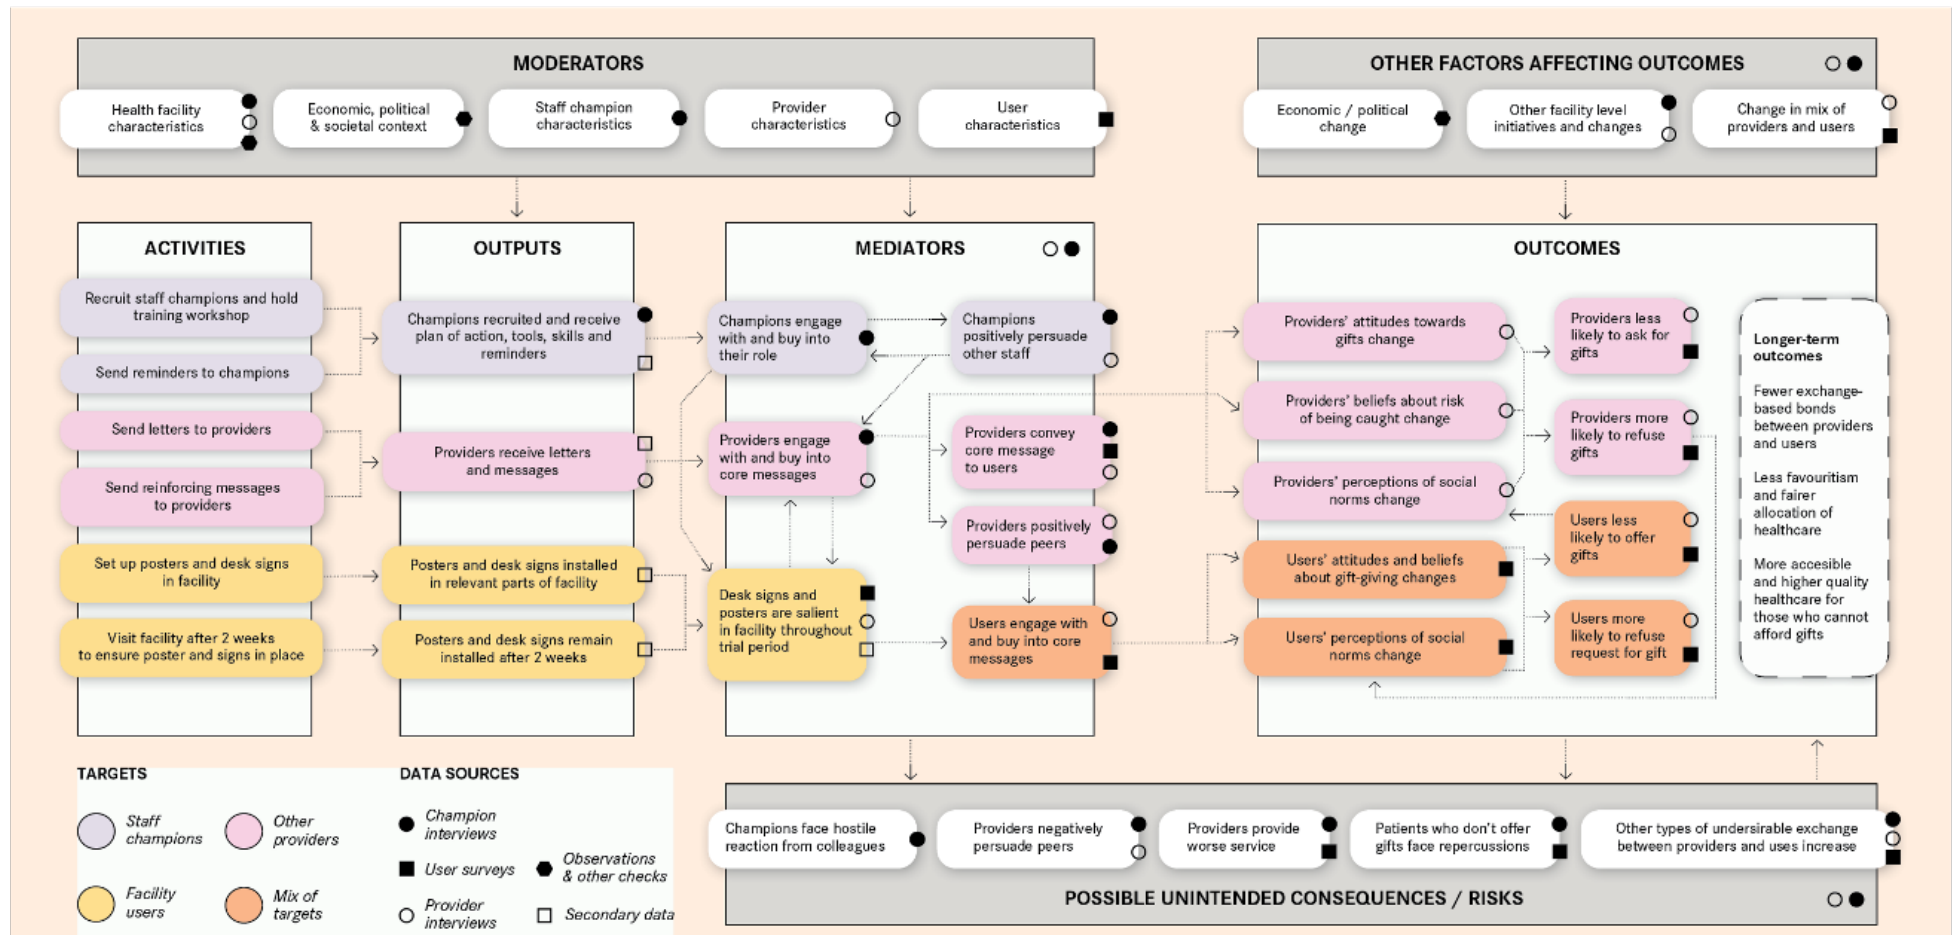 MODERATORS
Health facility
characteristics
Economic, political
& societal context
Staff champion
characteristics
Provider
characteristics
User
characteristics
OTHER FACTORS AFFECTING OUTCOMES
Economic / political
change
Other facility level
initiatives and changes
Change in mix of
providers and users
ACTIVITIES
Recruit staff champions and hold
training workshop
Send reminders to champions
Send letters to providers
Send reinforcing messages
to providers
Set up posters and desk signs
in facility
Visit facility after 2 weeks
to ensure poster and signs in place
OUTPUTS
Champions recruited and receive
plan of action, tools, skills and
reminders
Providers receive letters
and messages
Posters and desk signs installed
in relevant parts of facility
Posters and desk signs remain
installed after 2 weeks
MEDIATORS
Champions engage
with and buy into
their role
Champions
positively persuade
other staff
Providers engage
with and buy into
core messages
Providers convey
core message
to users
Providers positively
persuade peers
Desk signs and
posters are salient
in facility throughout
trial period
Users engage with
and buy into core
messages
OUTCOMES
Providers' attitudes towards
gifts change
Providers' beliefs about risk
of being caught change
Providers' perceptions of social
norms change
Users' attitudes and beliefs
about gift-giving changes
Users' perceptions of social
norms change
Providers less
likely to ask for
gifts
Providers more
likely to refuse
gifts
Users less
likely to offer
gifts
Users more
likely to refuse
request for gift
Longer-term
outcomes
Fewer exchange-
based bonds
between providers
and users
Less favouritism
and fairer
allocation of
healthcare
More accesible
and higher quality
healthcare for
those who cannot
afford gifts
TARGETS
Staff
champions
Other
providers
Facility
users
Mix of
targets
DATA SOURCES
Champion
interviews
User surveys
Observations
& other checks
Provider
interviews
Secondary data
Champions face hostile
reaction from colleagues
Providers negatively
persuade peers
Providers provide
worse service
Patients who don't offer
gifts face repercussions
Other types of undersirable exchange
between providers and uses increase
POSSIBLE UNINTENDED CONSEQUENCES / RISKS